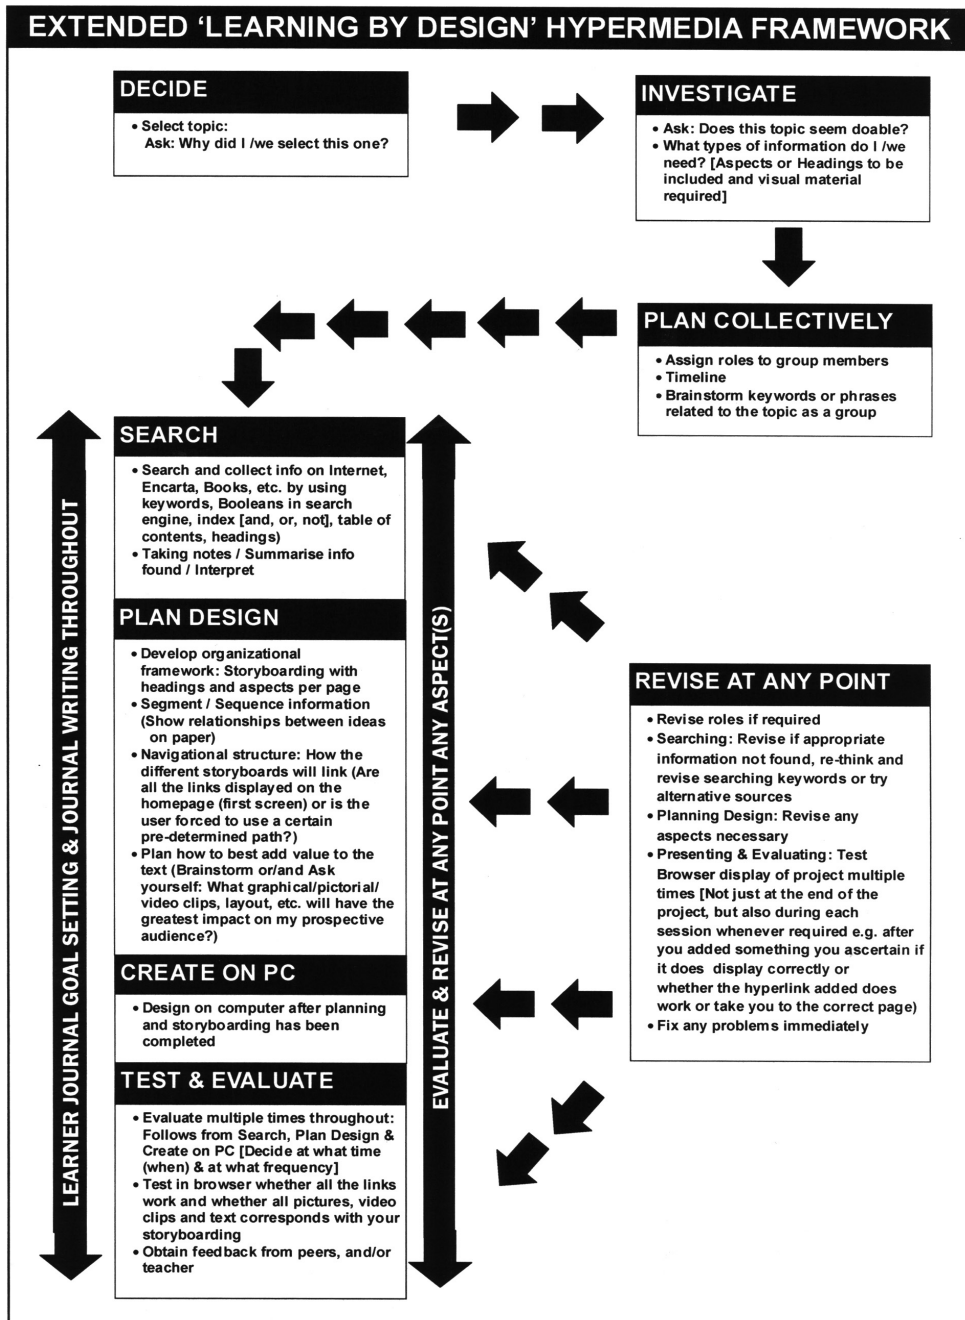 EXTENDED ‘LEARNING BY DESIGN’ HYPERMEDIA FRAMEWORK
DECIDE
• Select topic:
Ask: Why did I /we select this one?
INVESTIGATE
• Ask: Does this topic seem doable?
• What types of information do I /we
need? [Aspects or Headings to be
included and visual material
required]
PLAN COLLECTIVELY
• Assign roles to group members
• Timeline
• Brainstorm keywords or phrases
related to the topic as a group
LEARNER JOURNAL GOAL SETTING & JOURNAL WRITING THROUGHOUT
SEARCH
• Search and collect info on Internet,
Encarta, Books, etc. by using
keywords, Booleans in search
engine, index [and, or, not], table of
contents, headings)
• Taking notes / Summarise info
found / Interpret
PLAN DESIGN
• Develop organizational
framework: Storyboarding with
headings and aspects per page
• Segment / Sequence information
(Show relationships between ideas
on paper)
• Navigational structure: How the
different storyboards will link (Are
all the links displayed on the
homepage (first screen) or is the
user forced to use a certain
pre-determined path?)
• Plan how to best add value to the
text (Brainstorm or/and Ask
yourself: What graphical/pictorial/
video clips, layout, etc. will have the
greatest impact on my prospective
audience?)
CREATE ON PC
• Design on computer after planning
and storyboarding has been
completed
TEST & EVALUATE
• Evaluate multiple times throughout:
Follows from Search, Plan Design &
Create on PC [Decide at what time
(when) & at what frequency]
• Test in browser whether all the links
work and whether all pictures, video
clips and text corresponds with your
storyboarding
• Obtain feedback from peers, and/or
teacher
EVALUATE & REVISE AT ANY POINT ANY ASPECT(S)
REVISE AT ANY POINT
• Revise roles if required
• Searching: Revise if appropriate
information not found, re-think and
revise searching keywords or try
alternative sources
• Planning Design: Revise any
aspects necessary
• Presenting & Evaluating: Test
Browser display of project multiple
times [Not just at the end of the
project, but also during each
session whenever required e.g. after
you added something you ascertain if
it does display correctly or
whether the hyperlink added does
work or take you to the correct page)
• Fix any problems immediately